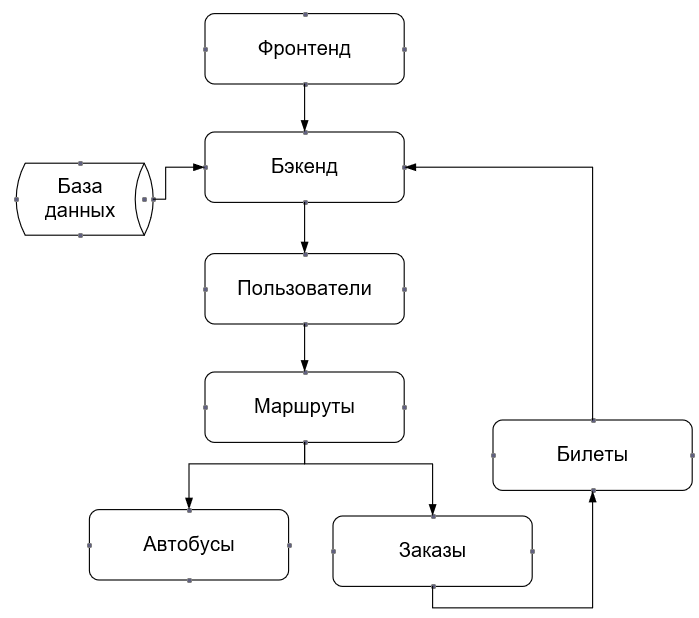 Фронтенд
Бэкенд
База
данных
Пользователи
Маршруты
Билеты
Автобусы
Заказы